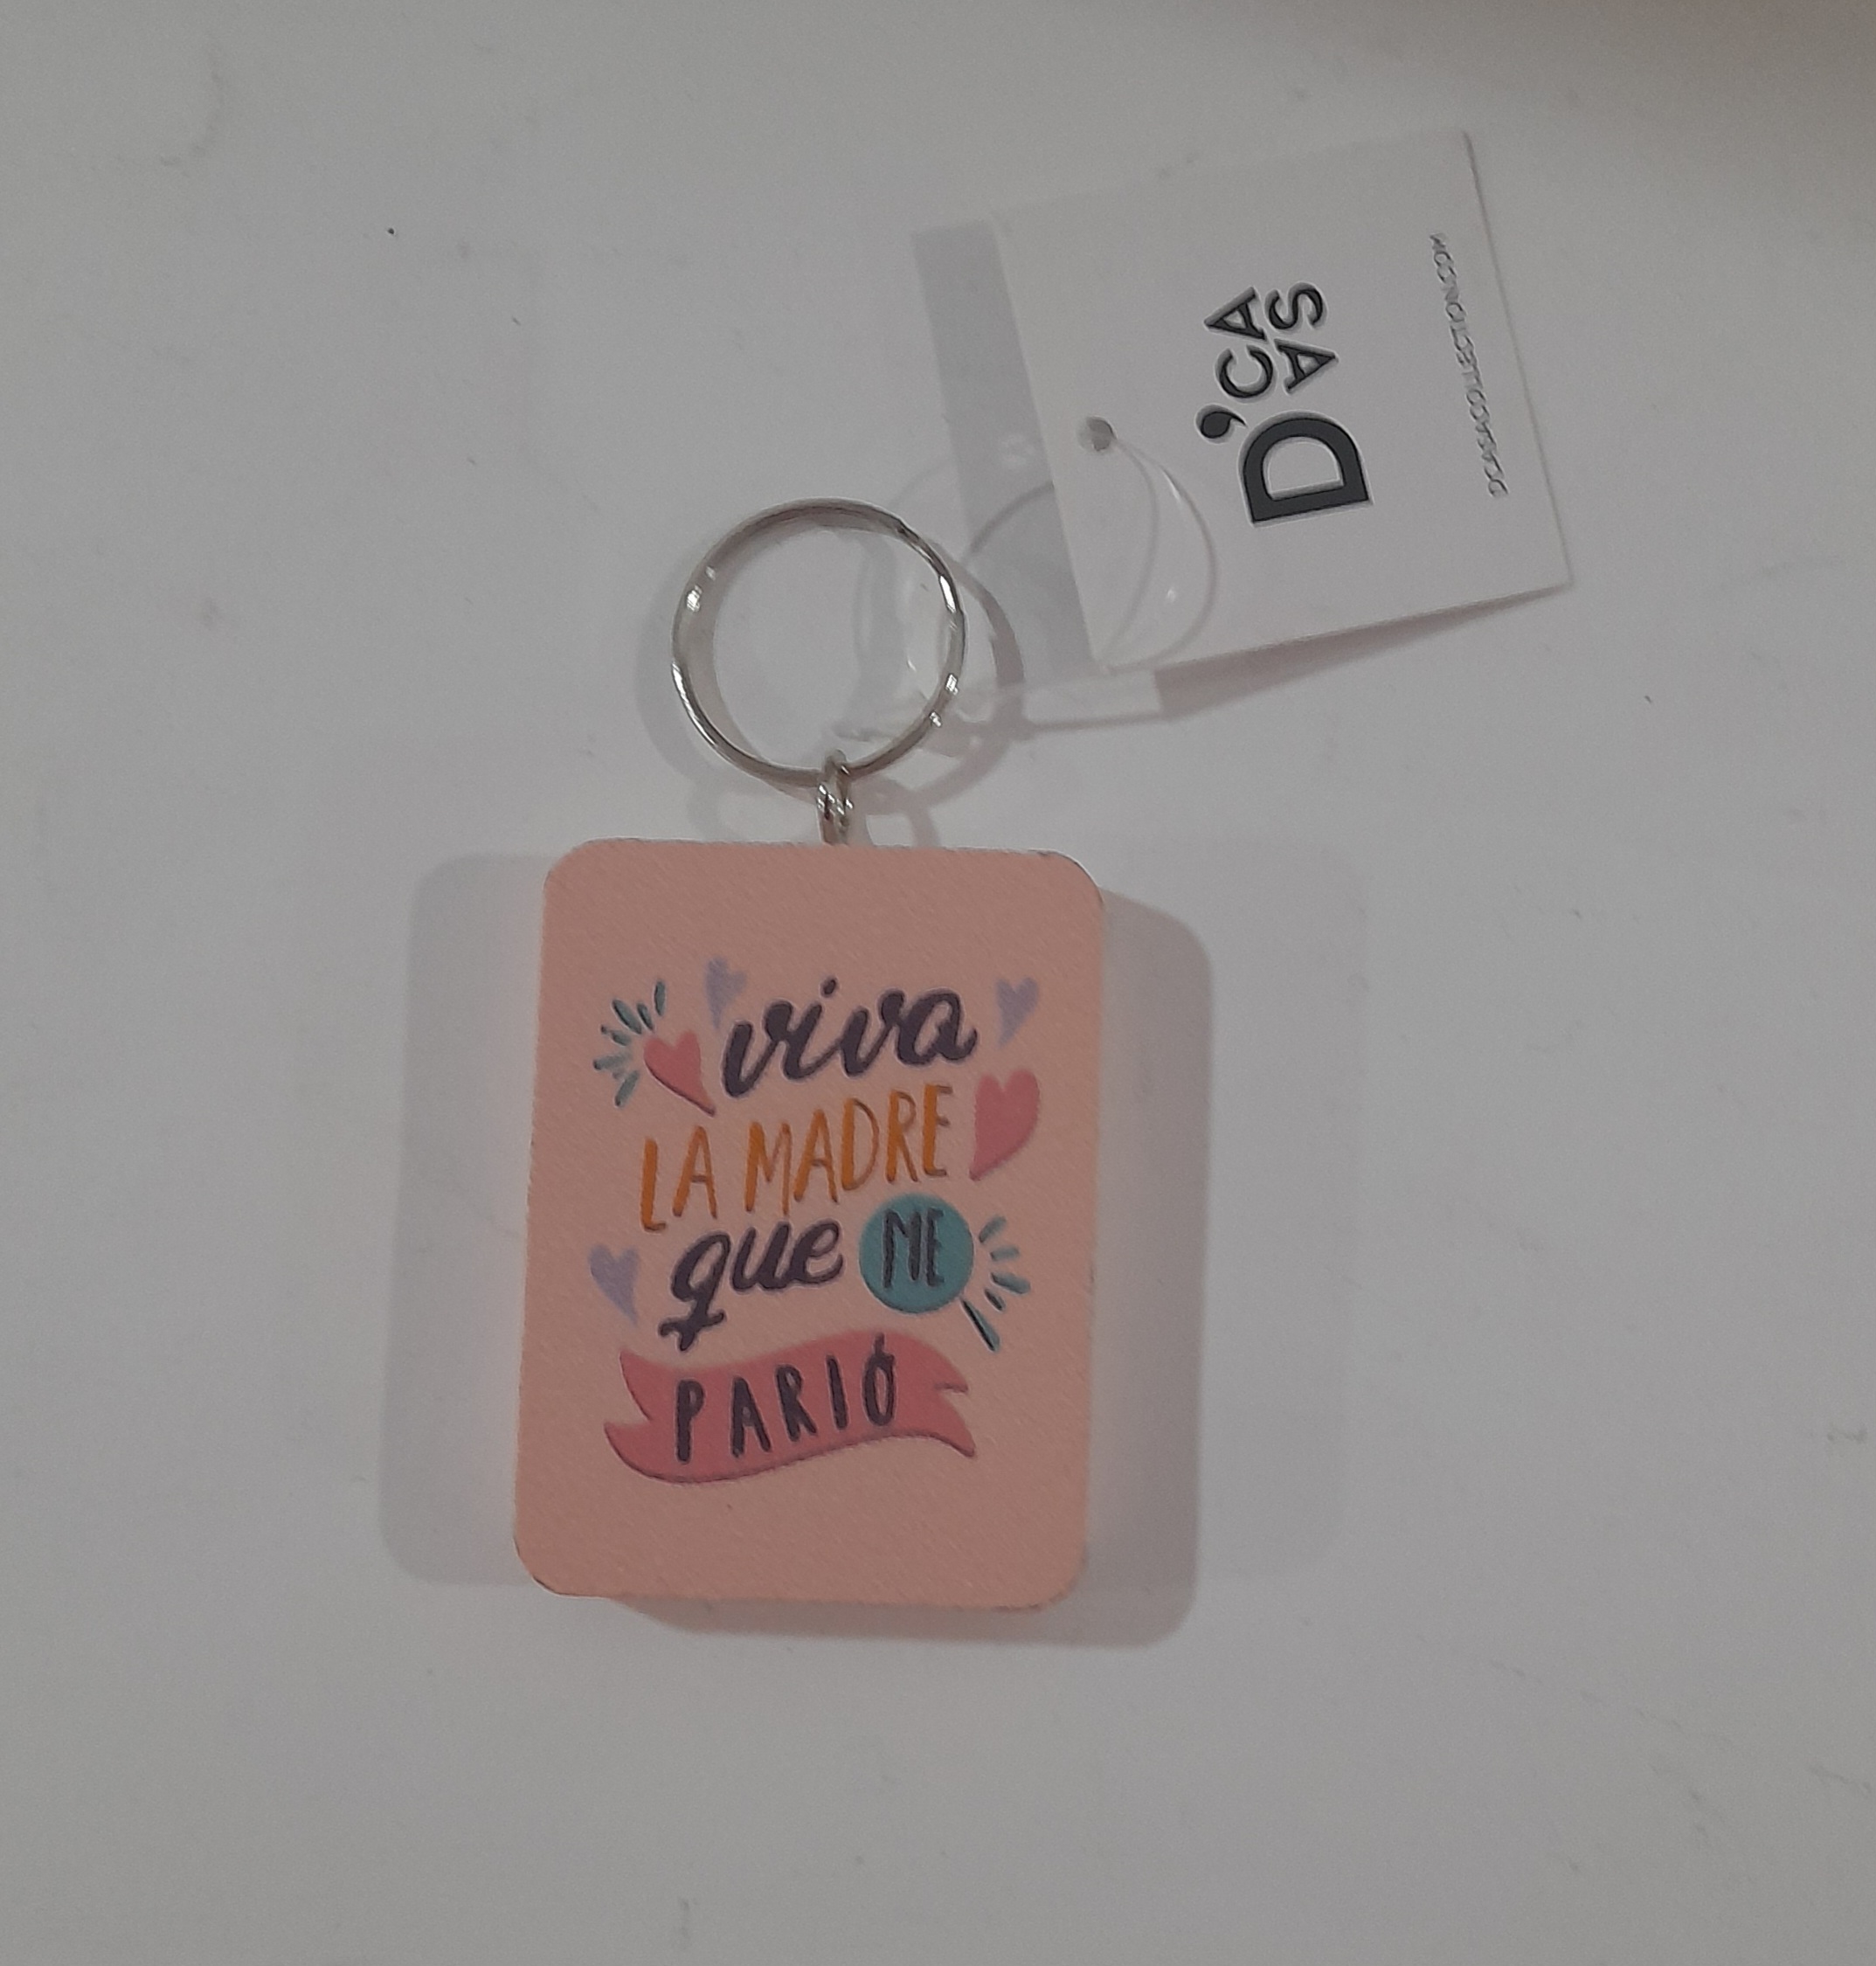 viva
LA MADRE
que ME
PARIÓ
D'CA
SA
DCASACOLLECTION.COM